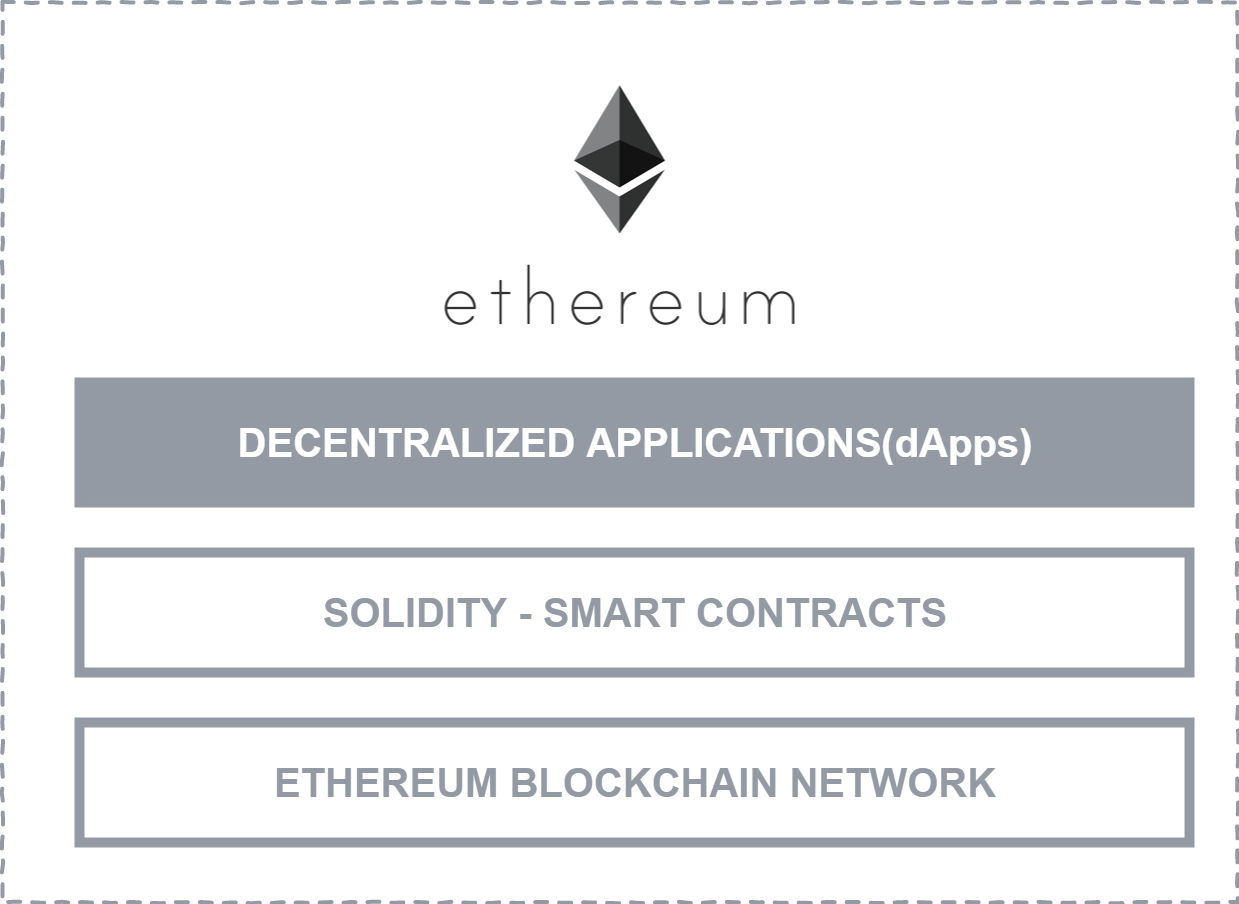 ethereum
DECENTRALIZED APPLICATIONS(dApps)
SOLIDITY - SMART CONTRACTS
ETHEREUM BLOCKCHAIN NETWORK